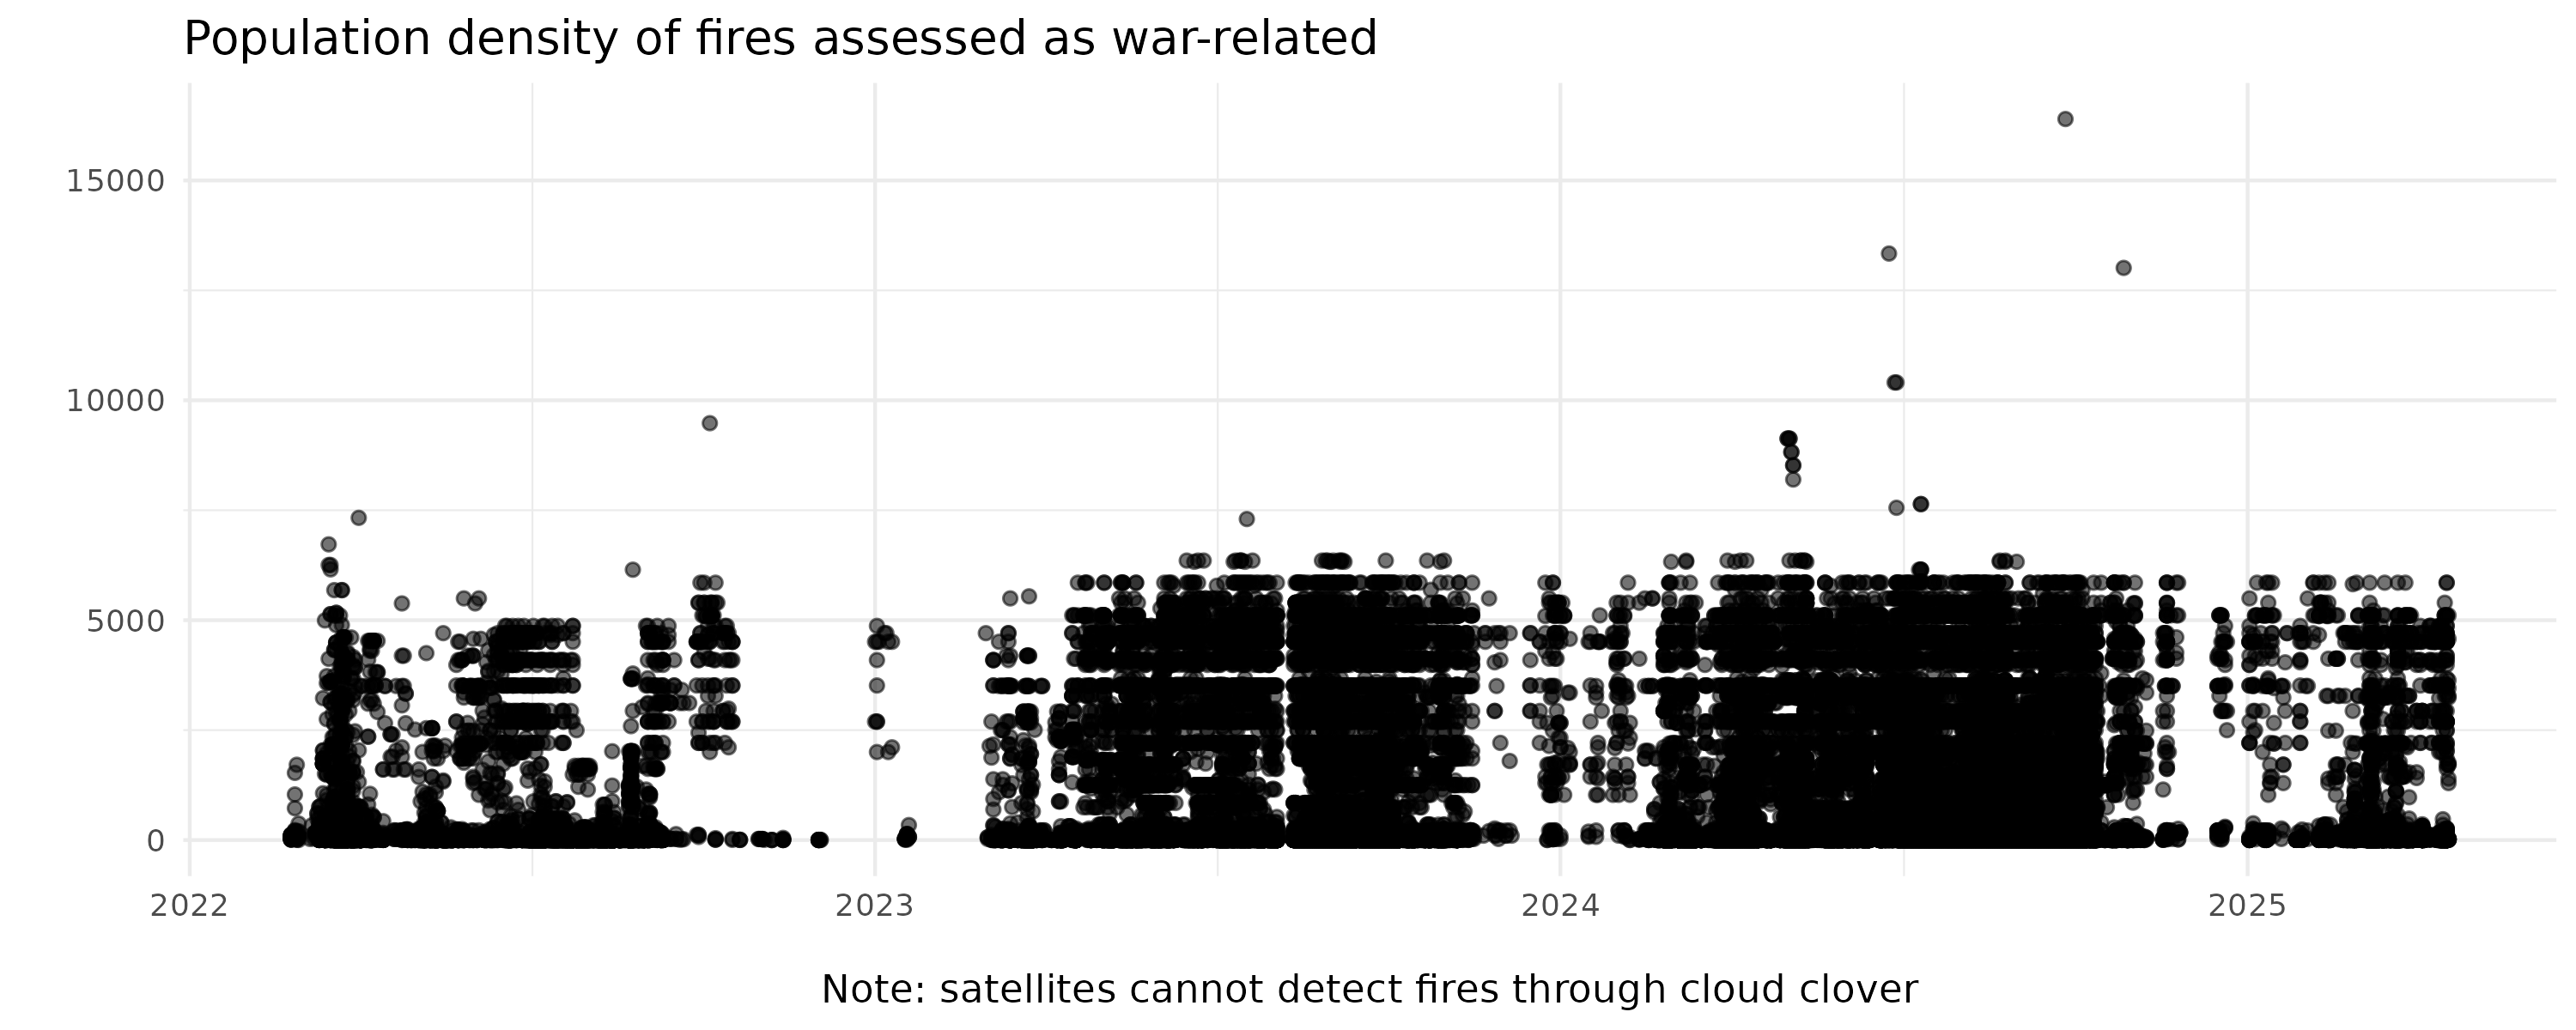 Population density of fires assessed as war-related
15000
10000
5000
0
2022 2023 2024 2025
Note: satellites cannot detect fires through cloud clover